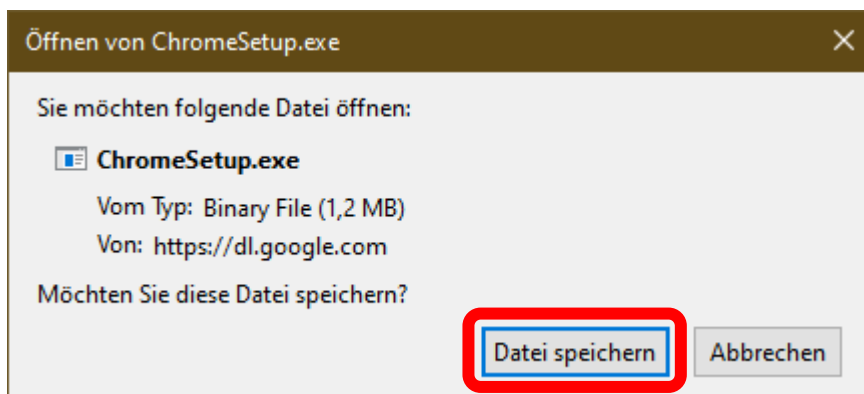 Öffnen von ChromeSetup.exe
Sie möchten folgende Datei öffnen:
ChromeSetup.exe
Vom Typ: Binary File (1,2 MB)
Von: https://dl.google.com
Möchten Sie diese Datei speichern?
Datei speichern Abbrechen